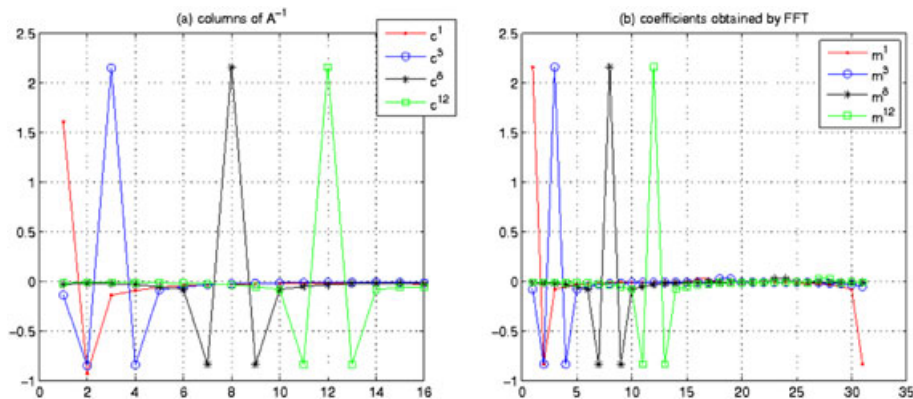 (a) columns of A⁻¹
2.5
2
1.5
1
0.5
0
−0.5
−1
0 2 4 6 8 10 12 14 16
c¹
c³
c⁸
c¹²
(b) coefficients obtained by FFT
2.5
2
1.5
1
0.5
0
−0.5
−1
0 5 10 15 20 25 30 35
m¹
m³
m⁸
m¹²